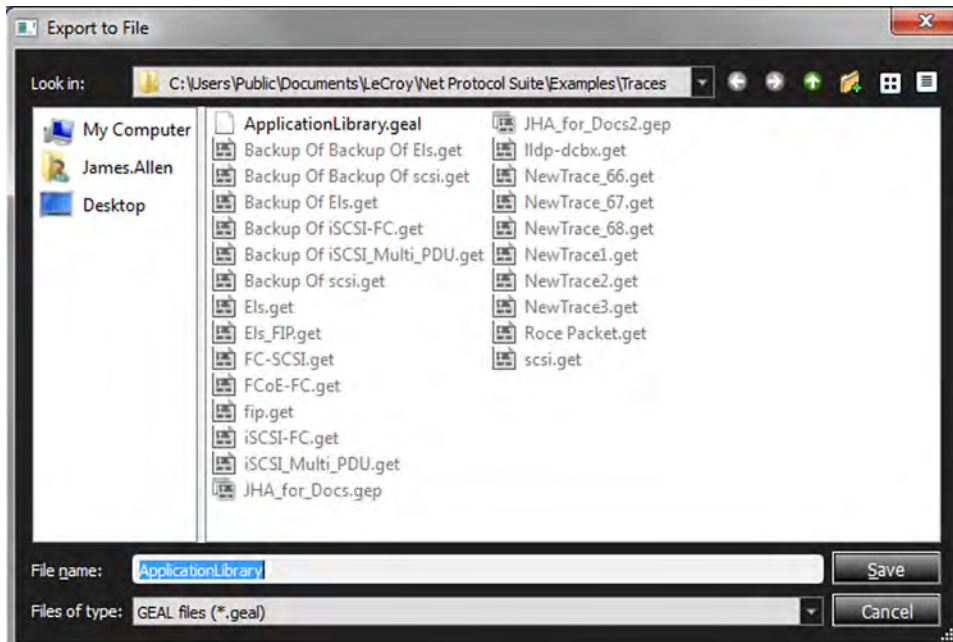 Export to File
Look in:
C:\Users\Public\Documents\LeCroy\Net Protocol Suite\Examples\Traces
My Computer
James.Allen
Desktop
ApplicationLibrary.geal
Backup Of Backup Of Els.get
Backup Of Backup Of scsi.get
Backup Of Els.get
Backup Of iSCSI-FC.get
Backup Of iSCSI_Multi_PDU.get
Backup Of scsi.get
Els.get
Els_FIP.get
FC-SCSI.get
FCoE-FC.get
fip.get
iSCSI-FC.get
iSCSI_Multi_PDU.get
JHA_for_Docs.gep
JHA_for_Docs2.gep
lldp-dcbx.get
NewTrace_66.get
NewTrace_67.get
NewTrace_68.get
NewTrace1.get
NewTrace2.get
NewTrace3.get
Roce Packet.get
scsi.get
File name:
ApplicationLibrary
Save
Files of type:
GEAL files (*.geal)
Cancel